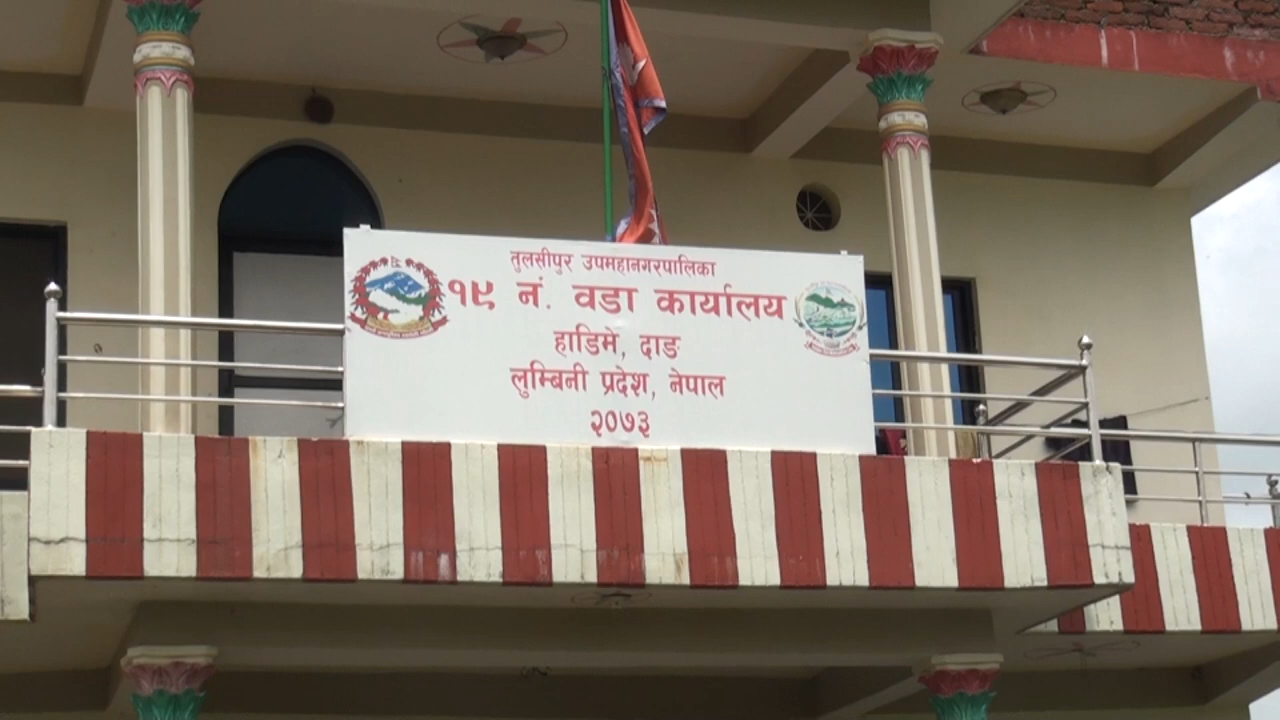 तुलसीपुर उपमहानगरपालिका
१९ नं. वडा कार्यालय
हाडिमे, दाङ
लुम्बिनी प्रदेश, नेपाल
२०७३